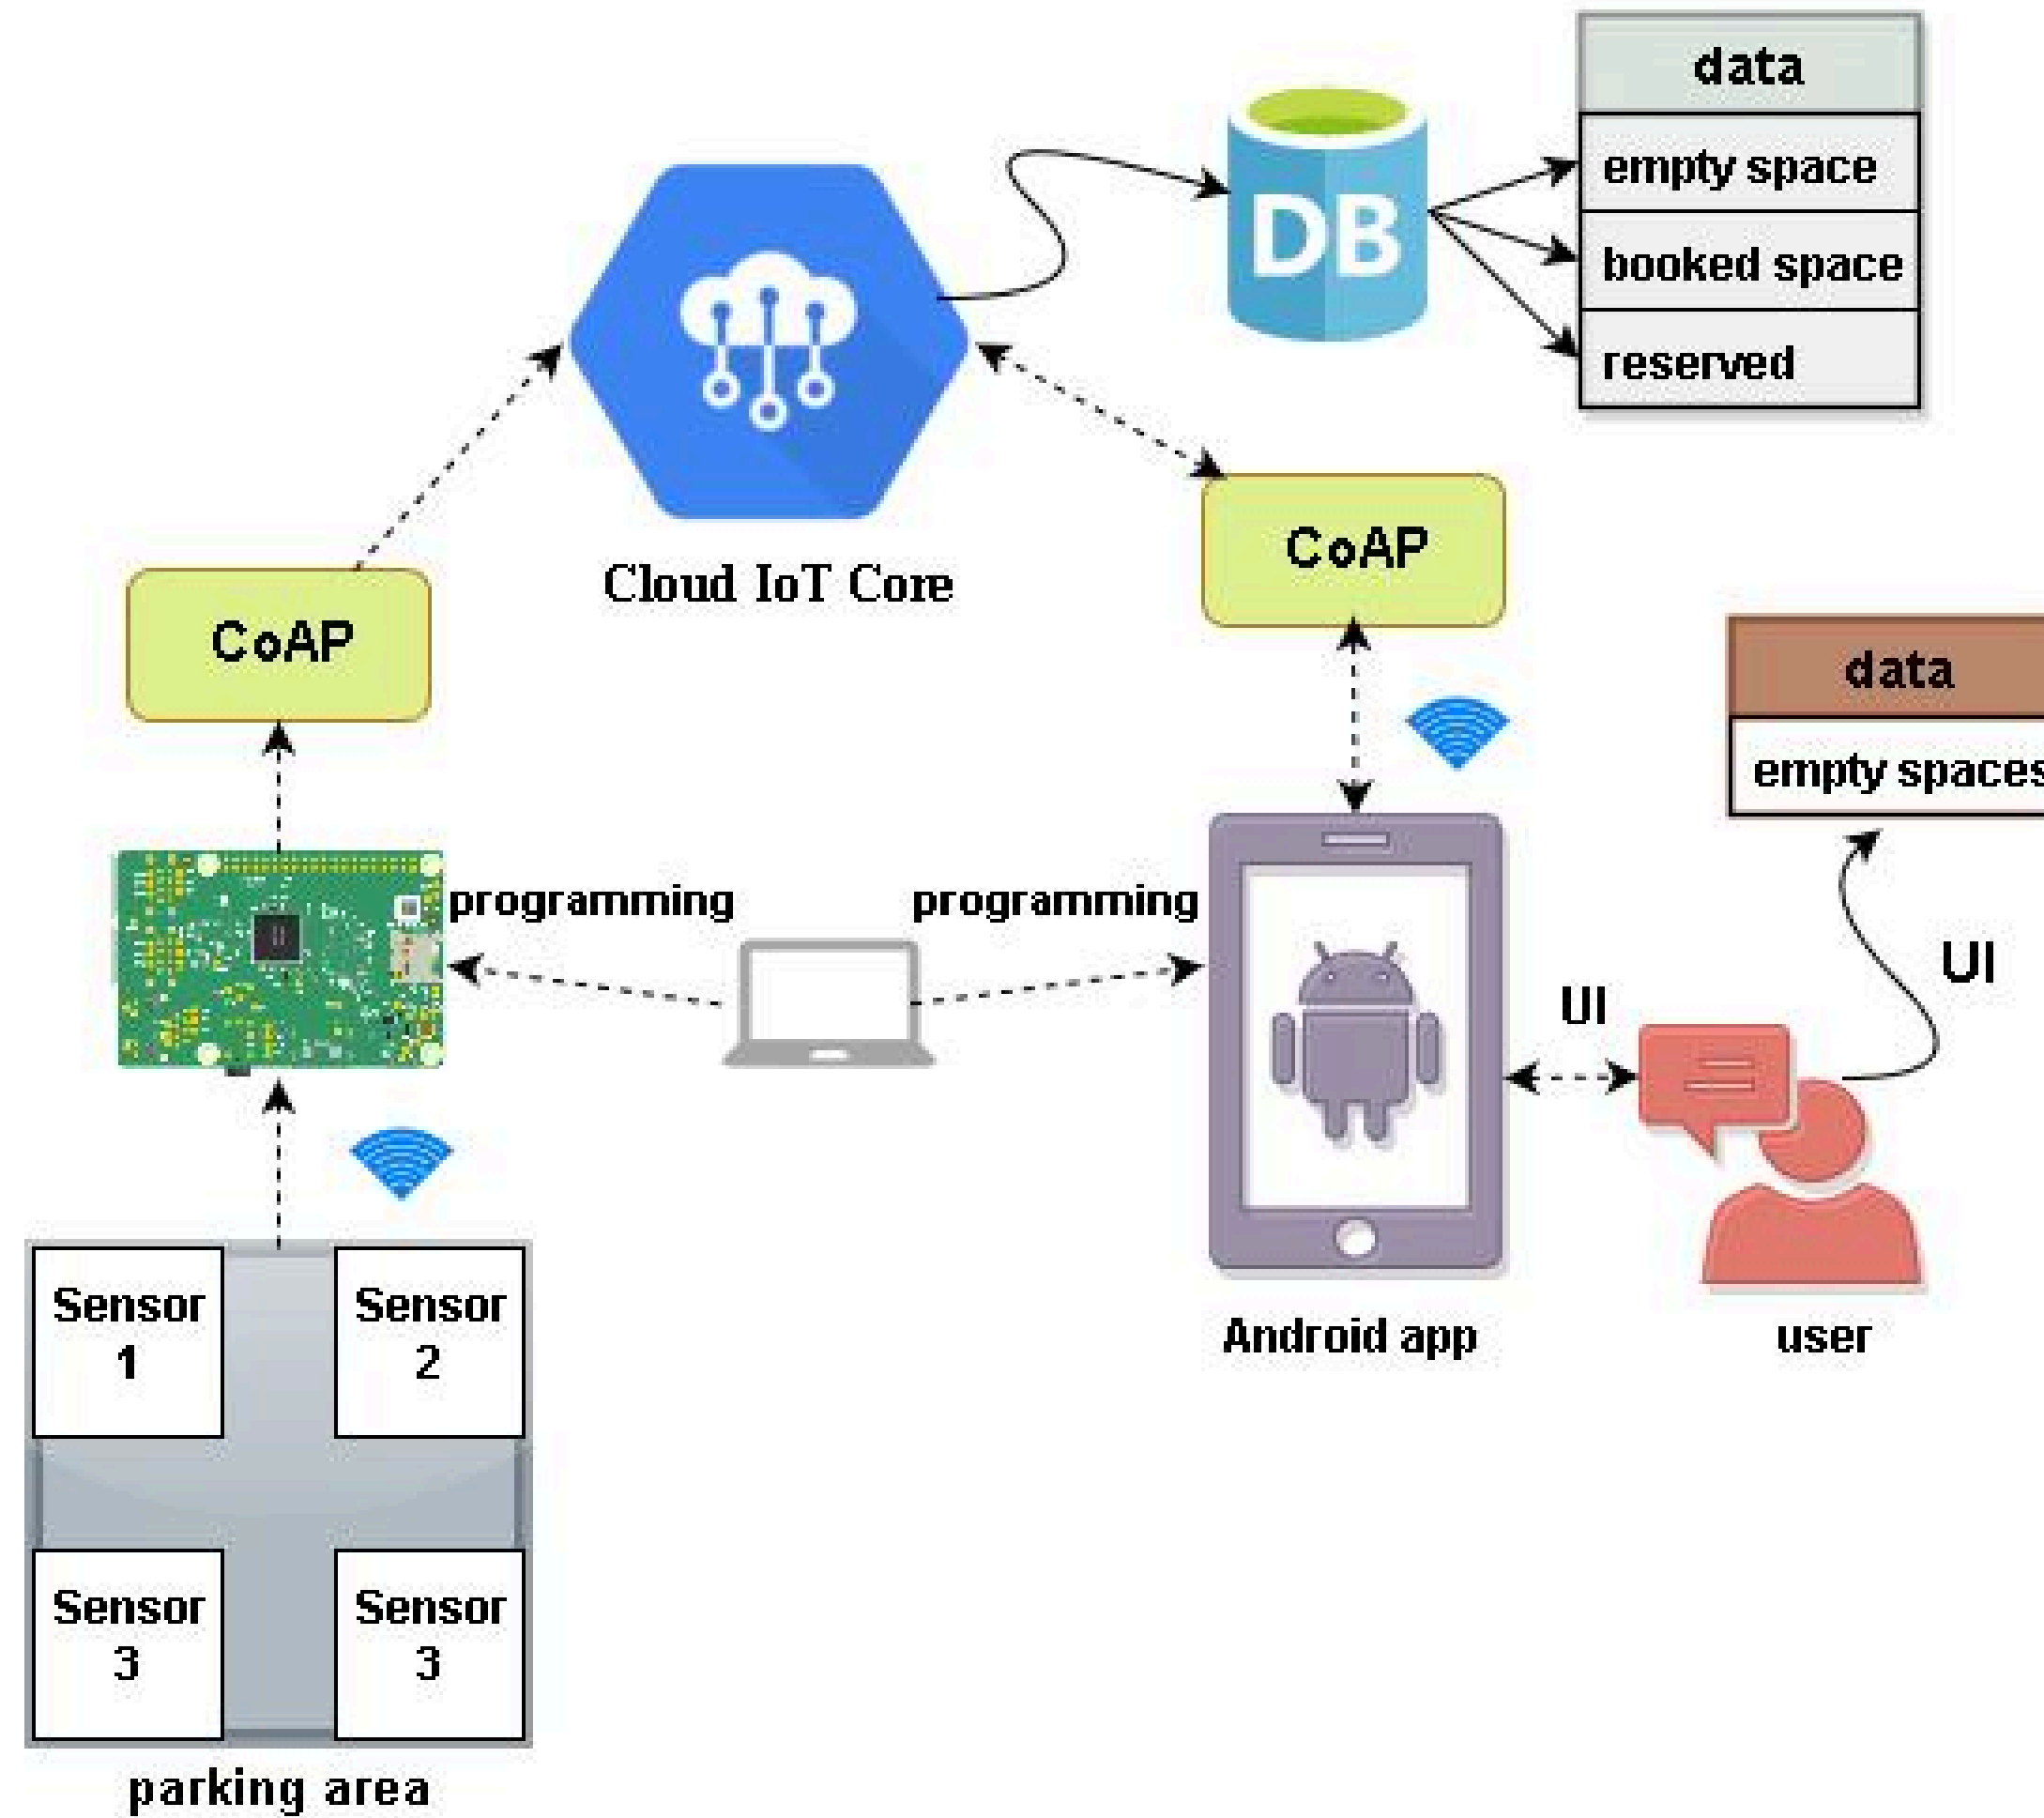 data
empty space
DB
booked space
reserved
CoAP
Cloud IoT Core
CoAP
data
empty spaces
programming
programming
UI
UI
Sensor
1
Sensor
2
Android app
user
Sensor
3
Sensor
3
parking area